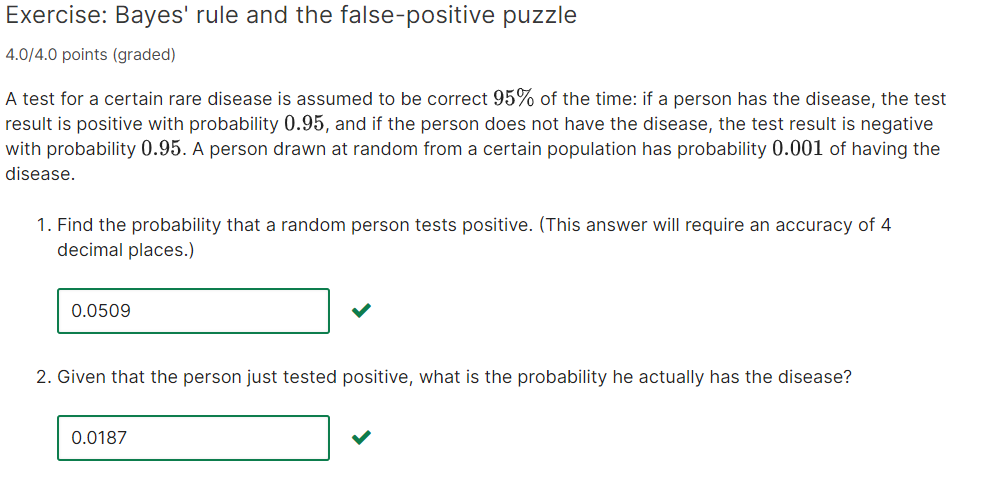 Exercise: Bayes' rule and the false-positive puzzle
4.0/4.0 points (graded)
A test for a certain rare disease is assumed to be correct 95% of the time: if a person has the disease, the test
result is positive with probability 0.95, and if the person does not have the disease, the test result is negative
with probability 0.95. A person drawn at random from a certain population has probability 0.001 of having the
disease.
1. Find the probability that a random person tests positive. (This answer will require an accuracy of 4
decimal places.)
0.0509
2. Given that the person just tested positive, what is the probability he actually has the disease?
0.0187